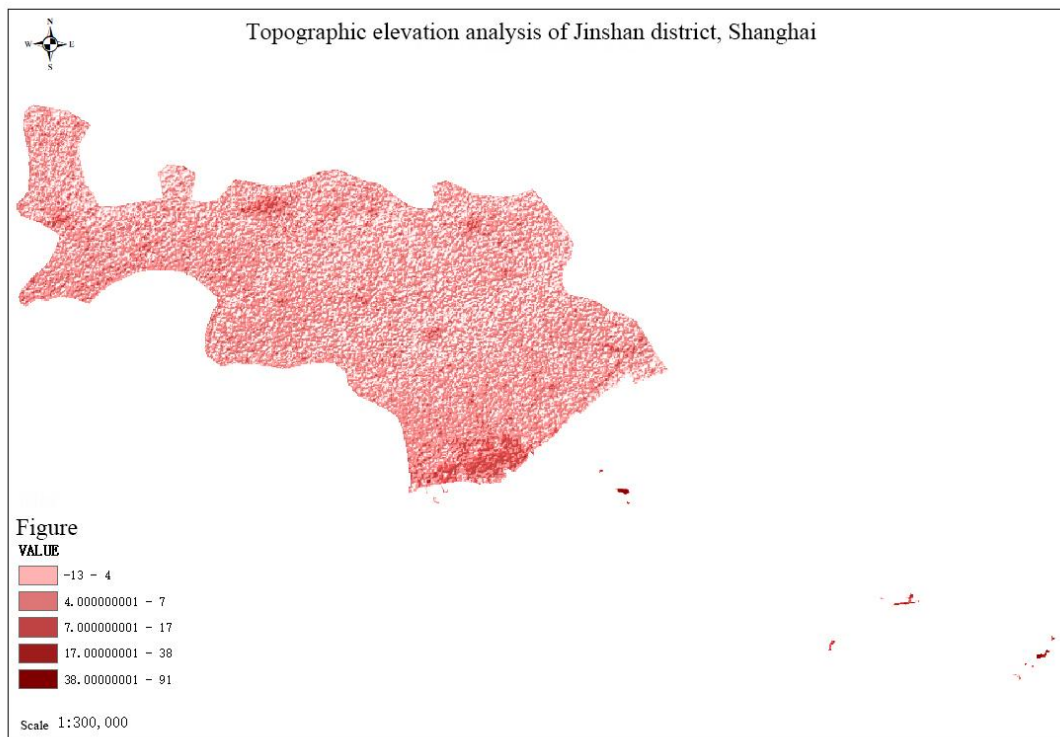 N
W E
S
Topographic elevation analysis of Jinshan district, Shanghai
Figure
VALUE
-13 - 4
4.000000001 - 7
7.000000001 - 17
17.00000001 - 38
38.00000001 - 91
Scale 1:300,000